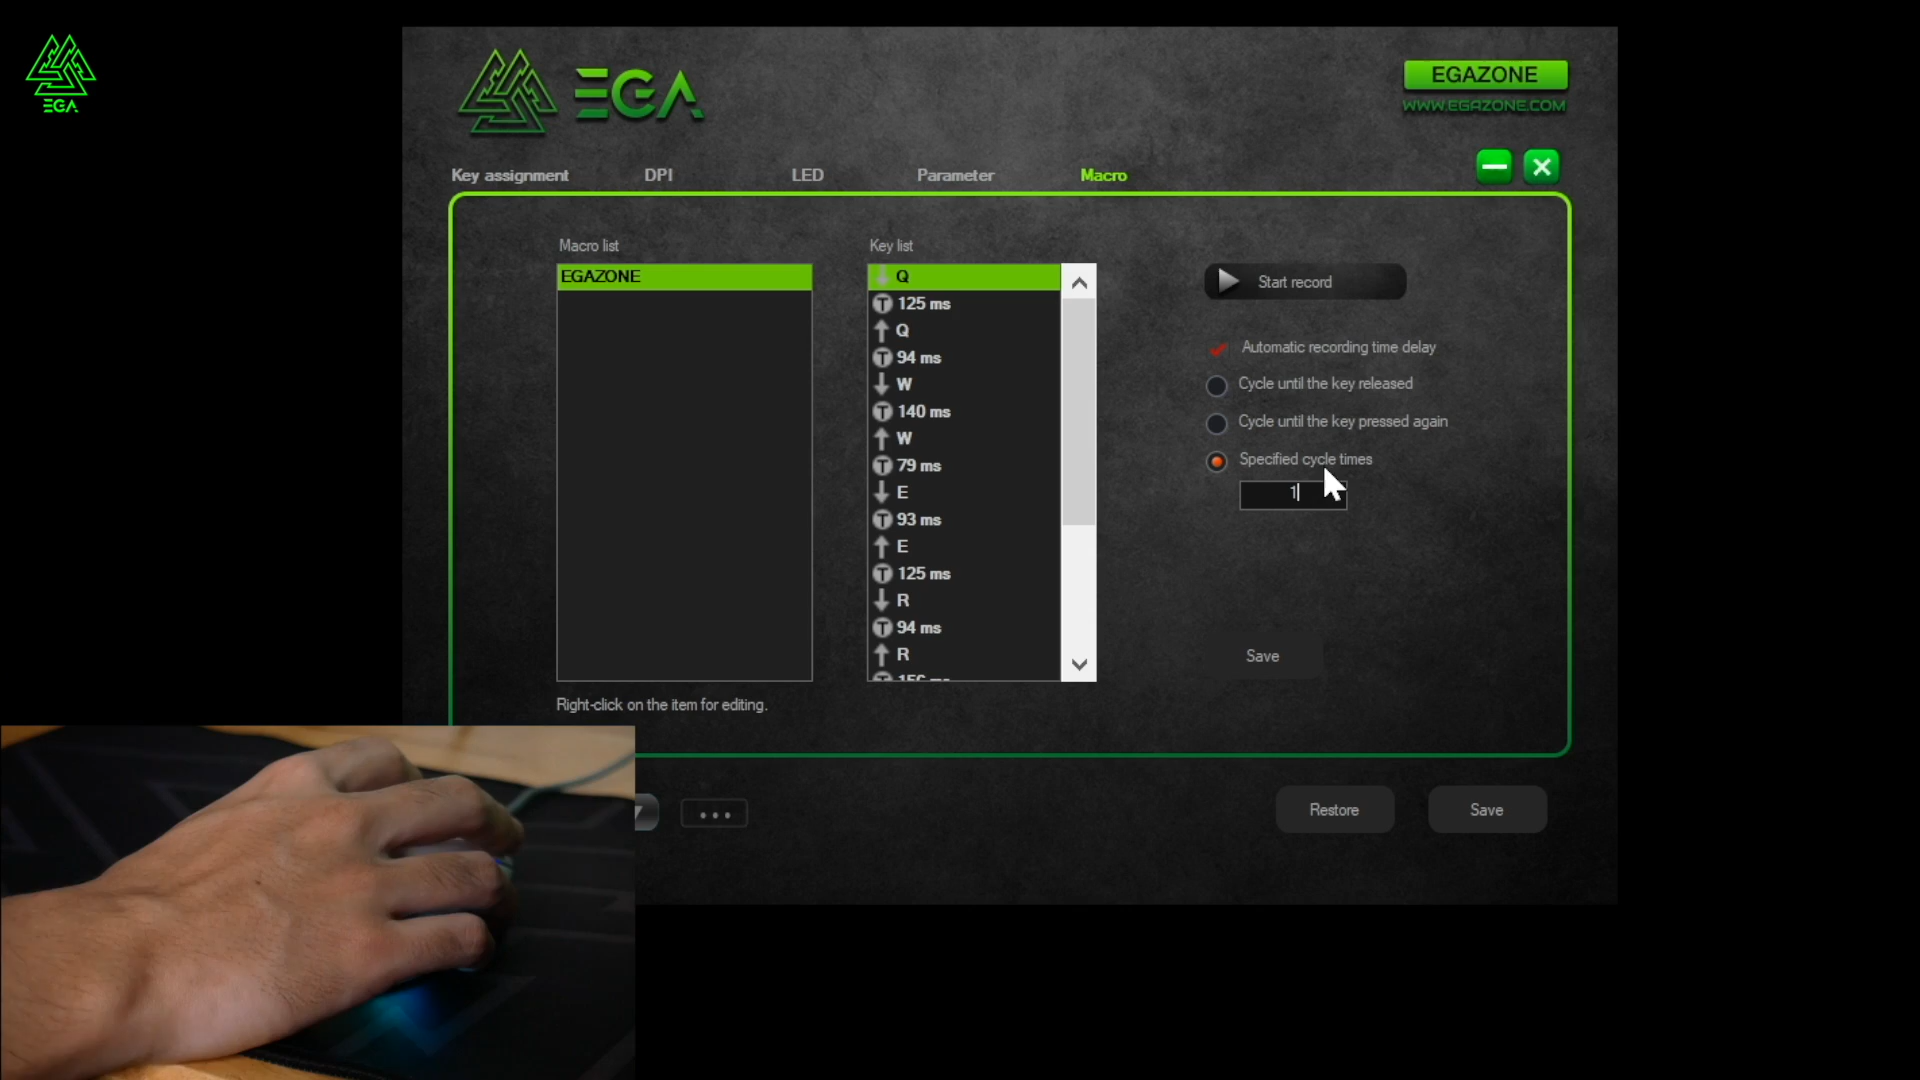 EGA
EGA
EGAZONE
WWW.EGAZONE.COM
Key assignment
DPI
LED
Parameter
Macro
Macro list
EGAZONE
Key list
Q
125 ms
Q
94 ms
W
140 ms
W
79 ms
E
93 ms
E
125 ms
R
94 ms
R
156 ms
Start record
Automatic recording time delay
Cycle until the key released
Cycle until the key pressed again
Specified cycle times
1
Save
Right-click on the item for editing.
...
Restore
Save